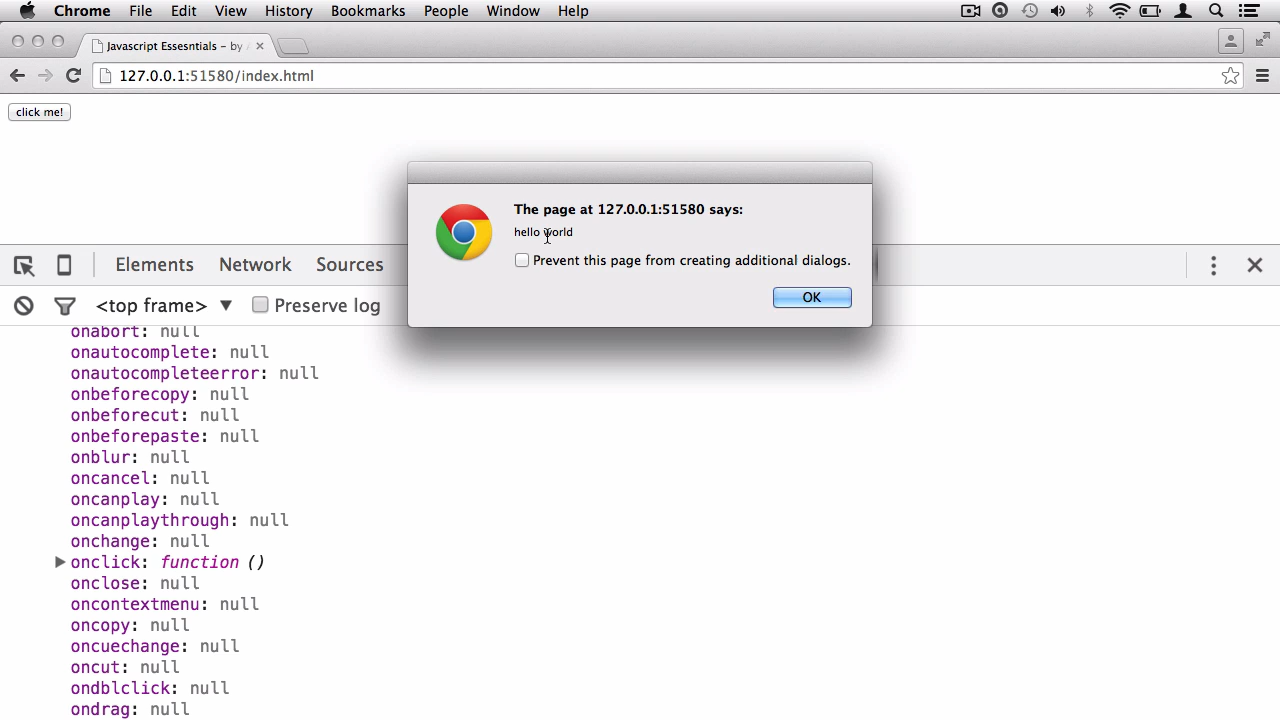 Chrome File Edit View History Bookmarks People Window Help
Javascript Essesntials - by
127.0.0.1:51580/index.html
click me!
The page at 127.0.0.1:51580 says:
hello world
Prevent this page from creating additional dialogs.
OK
Elements Network Sources
<top frame> Preserve log
onabort: null
onautocomplete: null
onautocompleteerror: null
onbeforecopy: null
onbeforecut: null
onbeforepaste: null
onblur: null
oncancel: null
oncanplay: null
oncanplaythrough: null
onchange: null
onclick: function ()
onclose: null
oncontextmenu: null
oncopy: null
oncuechange: null
oncut: null
ondblclick: null
ondrag: null